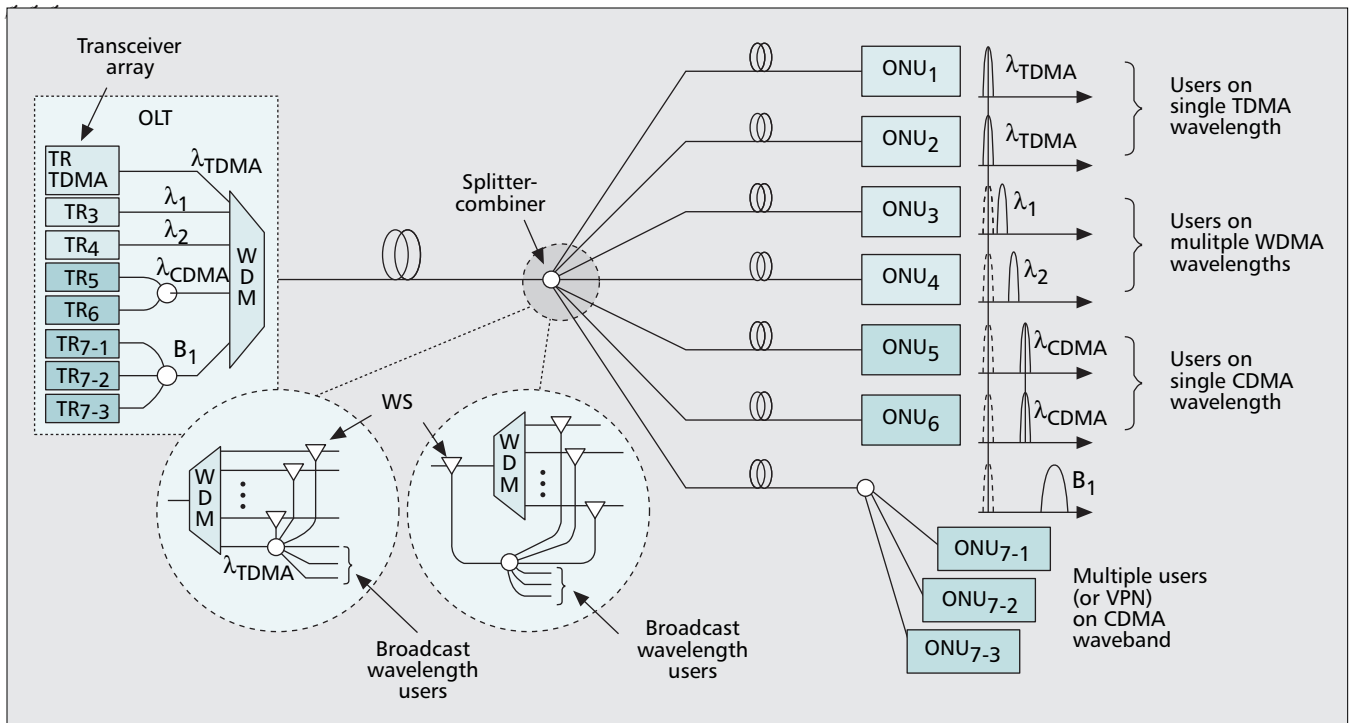 Transceiver
array
OLT
TR
TDMA
TR3
TR4
TR5
TR6
TR7-1
TR7-2
TR7-3
λTDMA
λ1
λ2
λCDMA
B1
W
D
M
Splitter-
combiner
WS
W
D
M
λTDMA
Broadcast
wavelength
users
W
D
M
Broadcast
wavelength
users
ONU1
ONU2
ONU3
ONU4
ONU5
ONU6
ONU7-1
ONU7-2
ONU7-3
λTDMA
λTDMA
λ1
λ2
λCDMA
λCDMA
B1
Users on
single TDMA
wavelength
Users on
mulitple WDMA
wavelengths
Users on
single CDMA
wavelength
Multiple users
(or VPN)
on CDMA
waveband